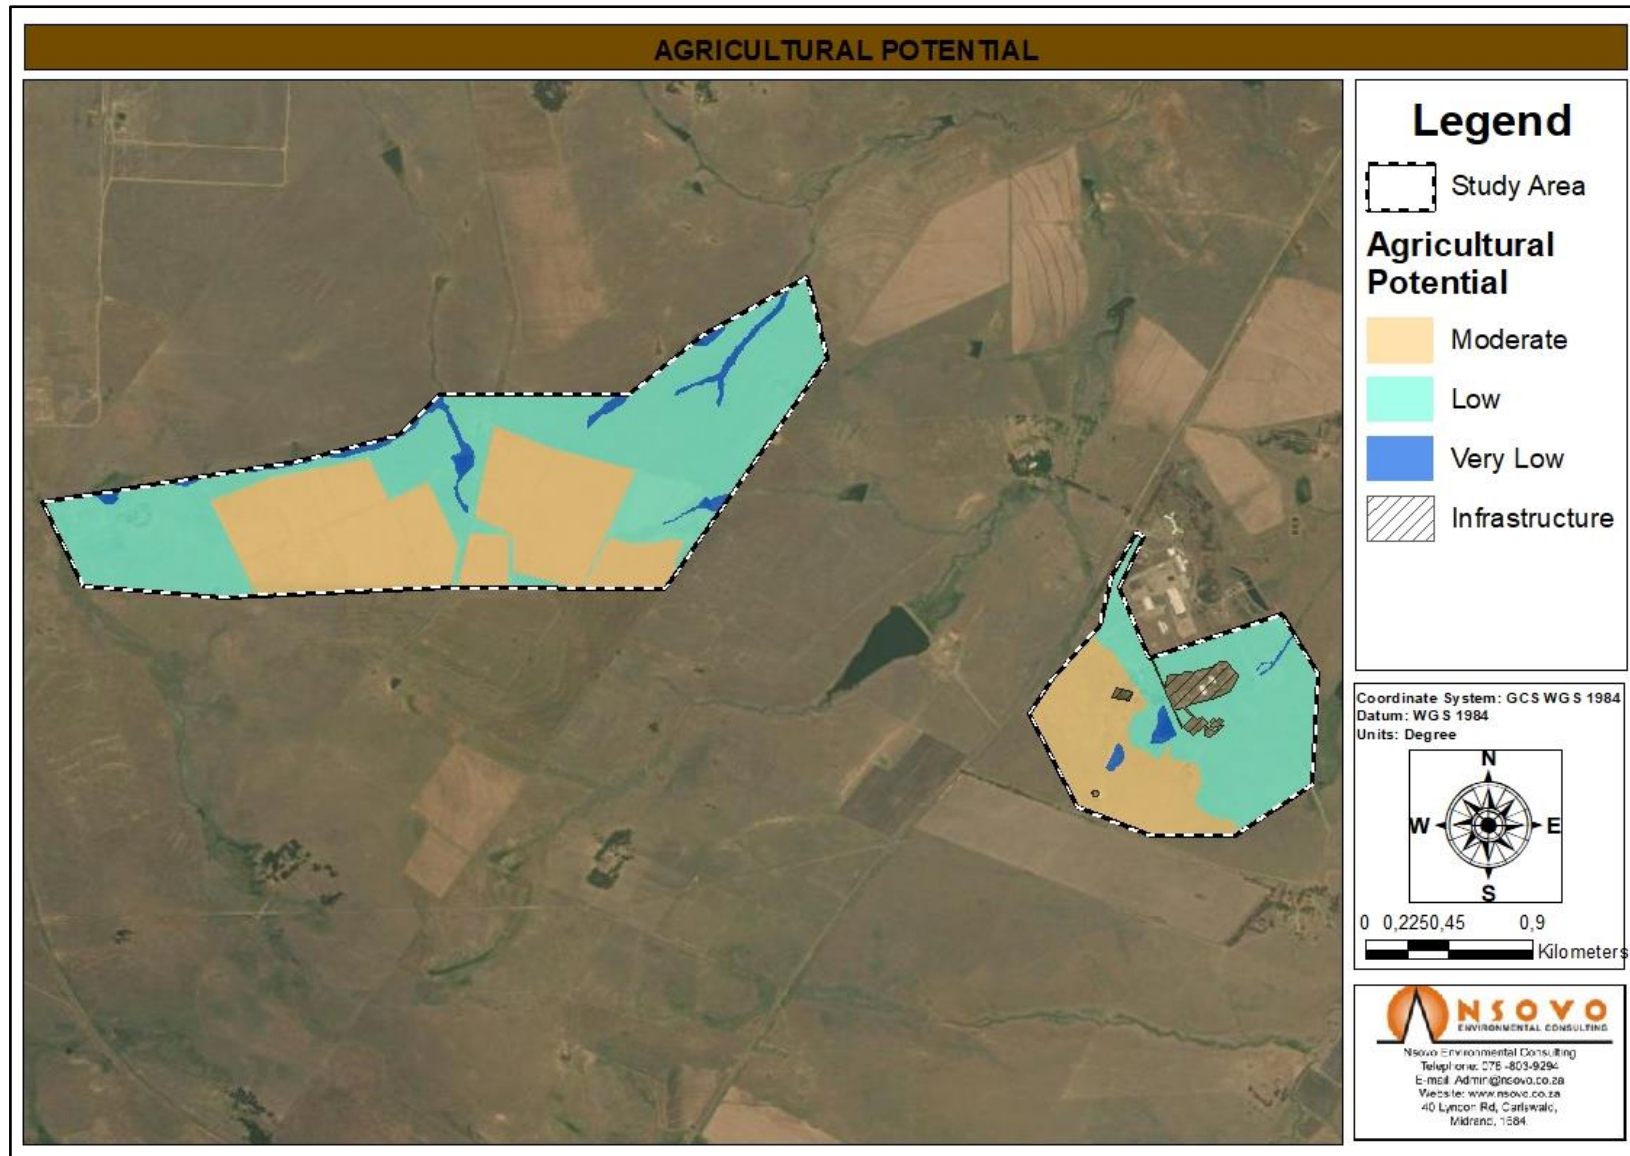 AGRICULTURAL POTENTIAL
Legend
Study Area
Agricultural
Potential
Moderate
Low
Very Low
Infrastructure
Coordinate System: GCS WGS 1984
Datum: WGS 1984
Units: Degree
N
W
E
S
0 0,2250,45 0,9
Kilometers
NSOVO
ENVIRONMENTAL CONSULTING
Nsovo Environmental Consulting
Telephone: 078 -803-9294
E-mail: Admin@nsovo.co.za
Website: www.nsovo.co.za
40 Lyncon Rd, Carlswald,
Midrand, 1684.